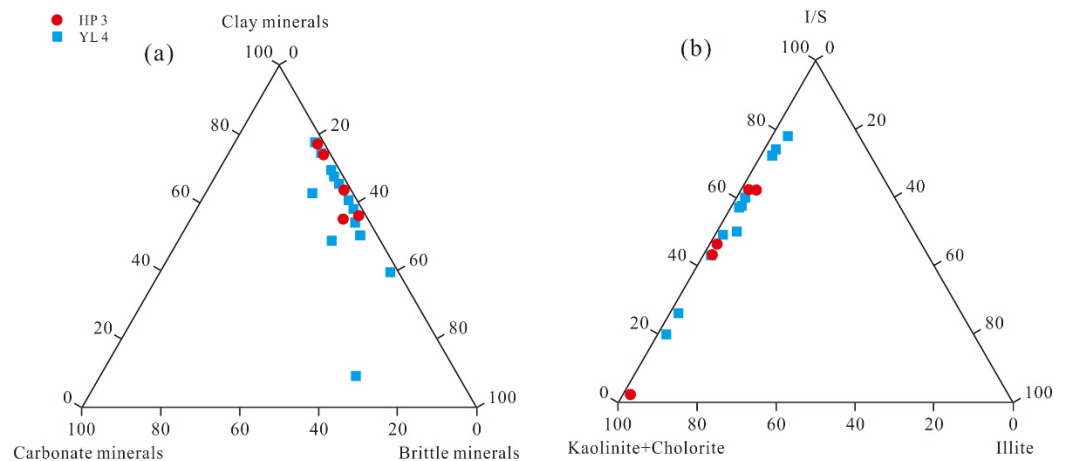 HP 3
YL 4
(a)
Clay minerals
100 0
80 20
60 40
40 60
20 80
0 100
100 80 60 40 20 0
Carbonate minerals Brittle minerals
(b)
I/S
100 0
80 20
60 40
40 60
20 80
0 100
100 80 60 40 20 0
Kaolinite+Cholorite Illite